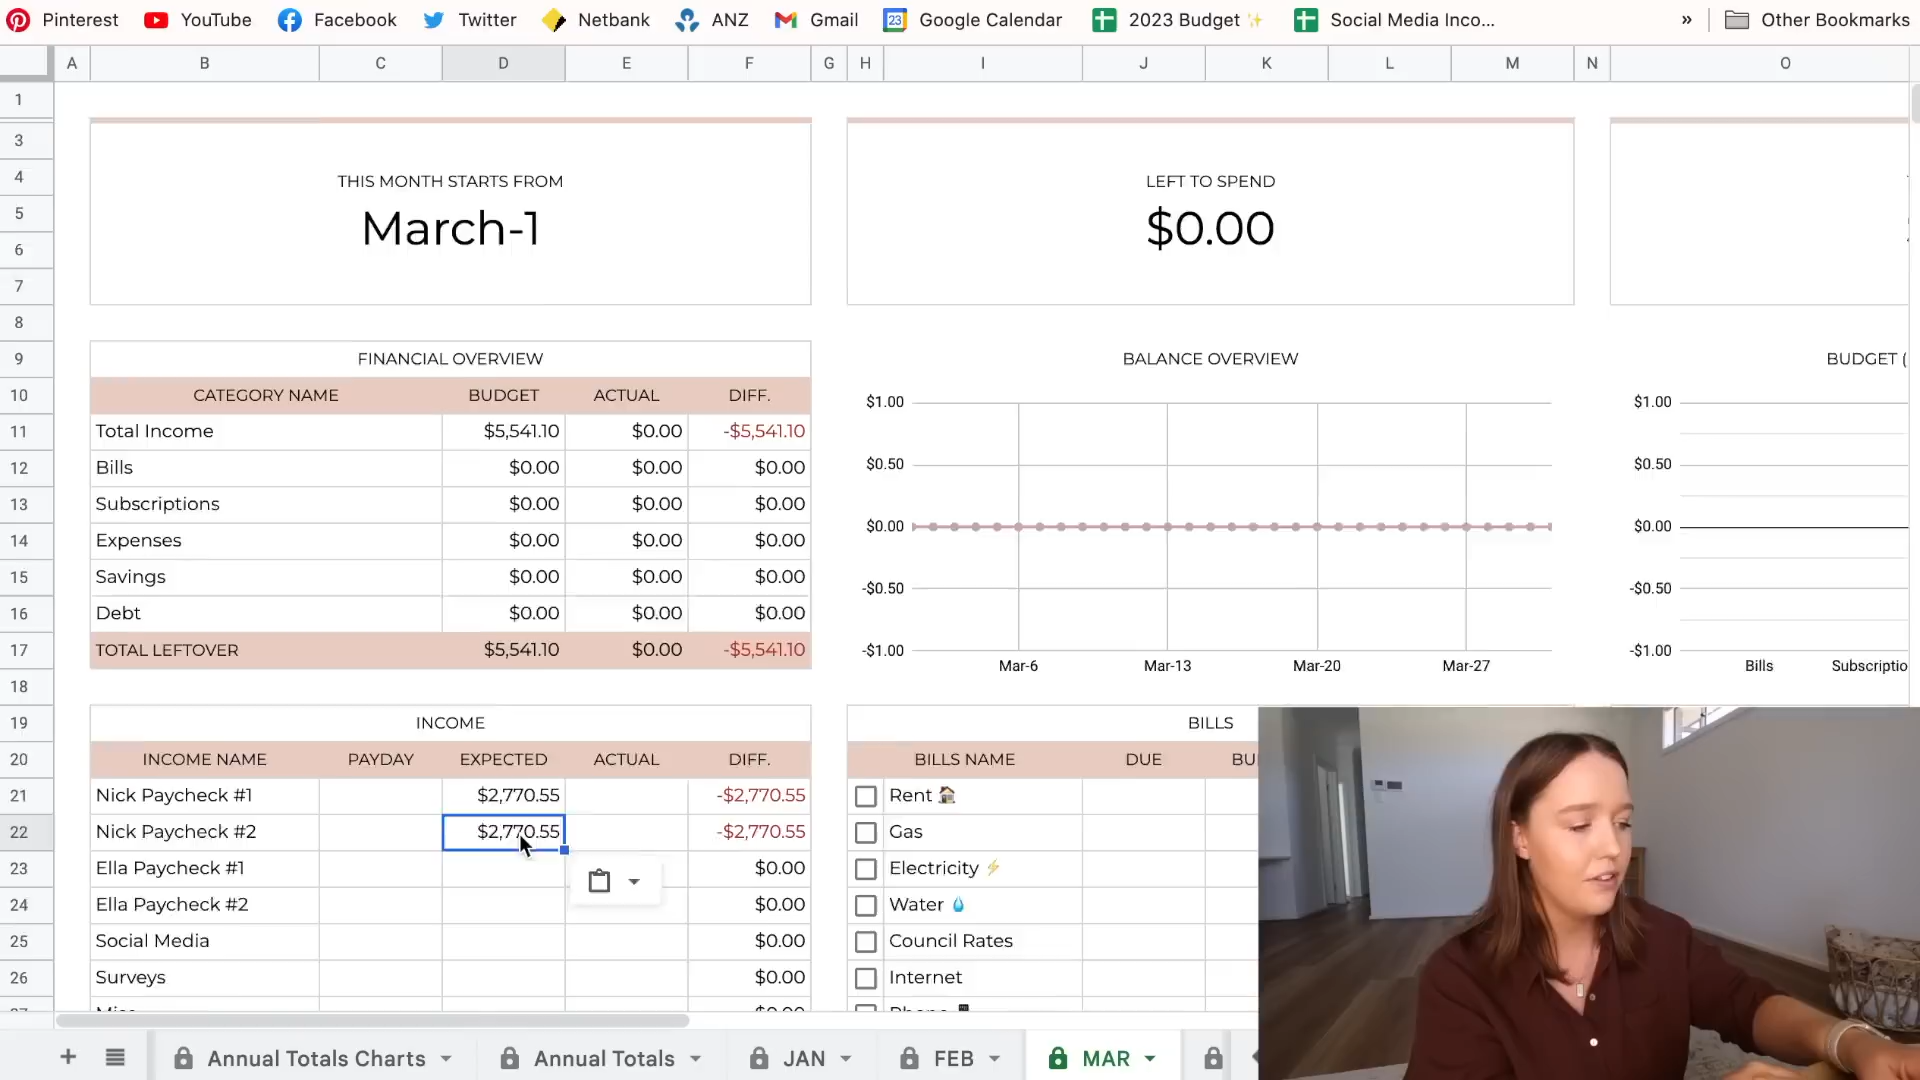 Pinterest YouTube Facebook Twitter Netbank ANZ Gmail 23 Google Calendar 2023 Budget ✨ Social Media Inco... » Other Bookmarks
A B C D E F G H I J K L M N O
1
3
4 THIS MONTH STARTS FROM LEFT TO SPEND
5 March-1 $0.00
6
7
8
9 FINANCIAL OVERVIEW BALANCE OVERVIEW BUDGET (
10 CATEGORY NAME BUDGET ACTUAL DIFF. $1.00 $1.00
11 Total Income $5,541.10 $0.00 -$5,541.10
12 Bills $0.00 $0.00 $0.00 $0.50 $0.50
13 Subscriptions $0.00 $0.00 $0.00
14 Expenses $0.00 $0.00 $0.00 $0.00 $0.00
15 Savings $0.00 $0.00 $0.00 -$0.50 -$0.50
16 Debt $0.00 $0.00 $0.00
17 TOTAL LEFTOVER $5,541.10 $0.00 -$5,541.10 -$1.00 -$1.00
Mar-6 Mar-13 Mar-20 Mar-27 Bills Subscriptio
18
19 INCOME BILLS
20 INCOME NAME PAYDAY EXPECTED ACTUAL DIFF. BILLS NAME DUE BU
21 Nick Paycheck #1 $2,770.55 -$2,770.55 Rent 🏠
22 Nick Paycheck #2 $2,770.55 -$2,770.55 Gas
23 Ella Paycheck #1 $0.00 Electricity ⚡
24 Ella Paycheck #2 $0.00 Water 💧
25 Social Media $0.00 Council Rates
26 Surveys $0.00 Internet
+ Annual Totals Charts Annual Totals JAN FEB MAR